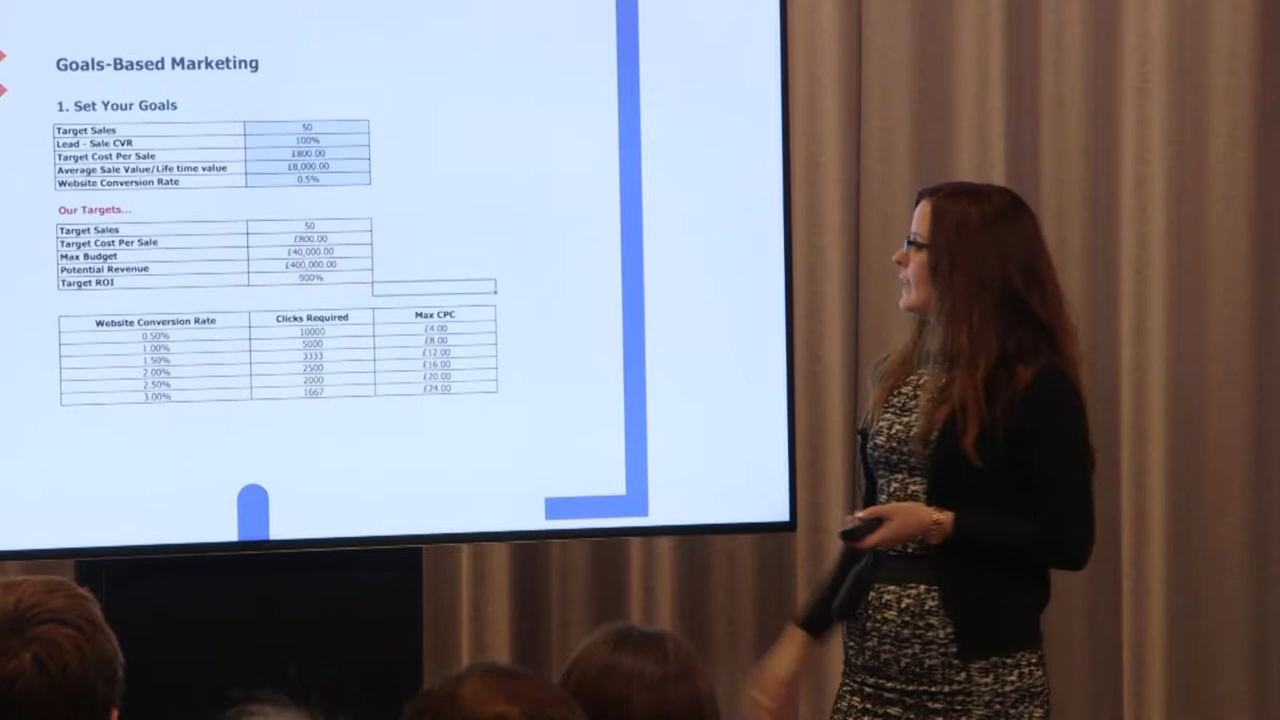 Goals-Based Marketing
1. Set Your Goals
Target Sales 50
Lead - Sale CVR 100%
Target Cost Per Sale £800.00
Average Sale Value/Life time value £8,000.00
Website Conversion Rate 0.5%
Our Targets...
Target Sales 50
Target Cost Per Sale £800.00
Max Budget £40,000.00
Potential Revenue £400,000.00
Target ROI 900%
Website Conversion Rate Clicks Required Max CPC
0.50% 10000 £4.00
1.00% 5000 £8.00
1.50% 3333 £12.00
2.00% 2500 £16.00
2.50% 2000 £20.00
3.00% 1667 £24.00